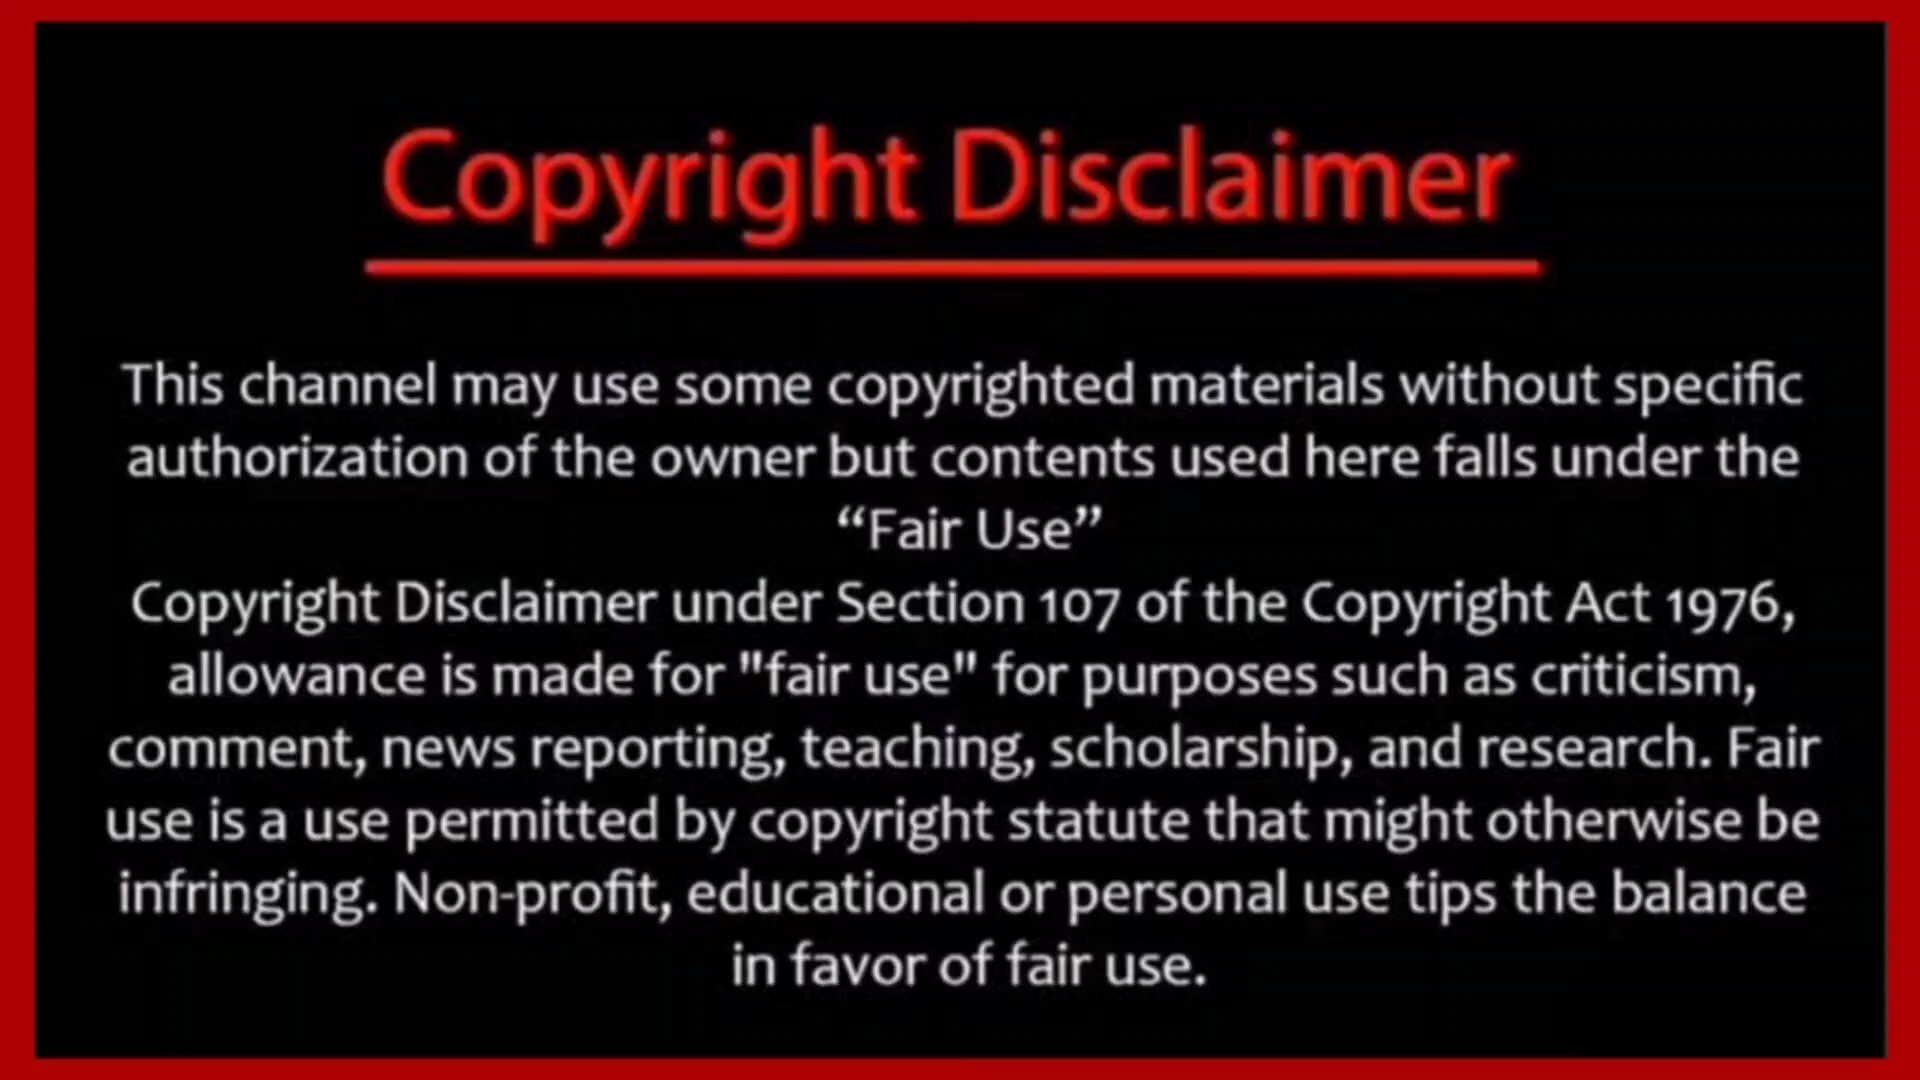 Copyright Disclaimer
This channel may use some copyrighted materials without specific
authorization of the owner but contents used here falls under the
“Fair Use”
Copyright Disclaimer under Section 107 of the Copyright Act 1976,
allowance is made for "fair use" for purposes such as criticism,
comment, news reporting, teaching, scholarship, and research. Fair
use is a use permitted by copyright statute that might otherwise be
infringing. Non-profit, educational or personal use tips the balance
in favor of fair use.